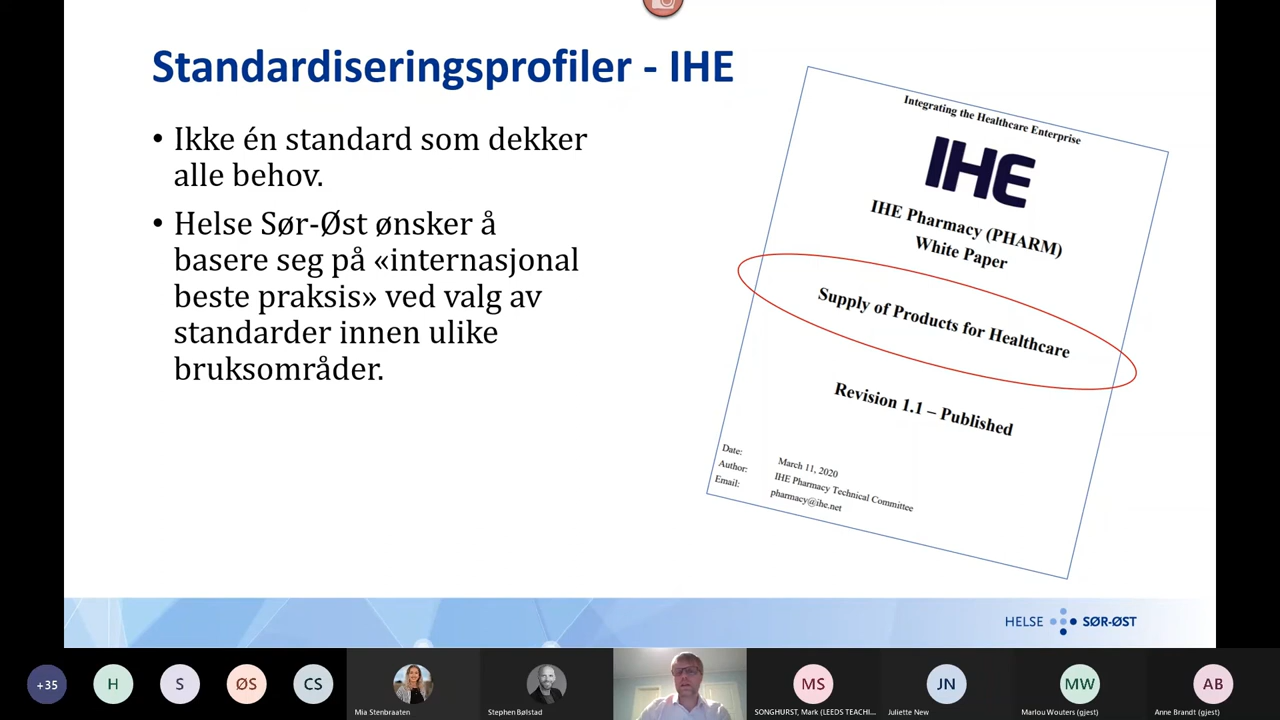 Standardiseringsprofiler - IHE
• Ikke én standard som dekker
alle behov.
• Helse Sør-Øst ønsker å
basere seg på «internasjonal
beste praksis» ved valg av
standarder innen ulike
bruksområder.
Integrating the Healthcare Enterprise
IHE
IHE Pharmacy (PHARM)
White Paper
Supply of Products for Healthcare
Revision 1.1 – Published
Date: March 11, 2020
Author: IHE Pharmacy Technical Committee
Email: pharmacy@ihe.net
HELSE SØR-ØST
+35
H
S
ØS
CS
Mia Stenbraaten
Stephen Bølstad
MS
SONGHURST, Mark (LEEDS TEACHI...
JN
Juliette New
MW
Marlou Wouters (gjest)
AB
Anne Brandt (gjest)